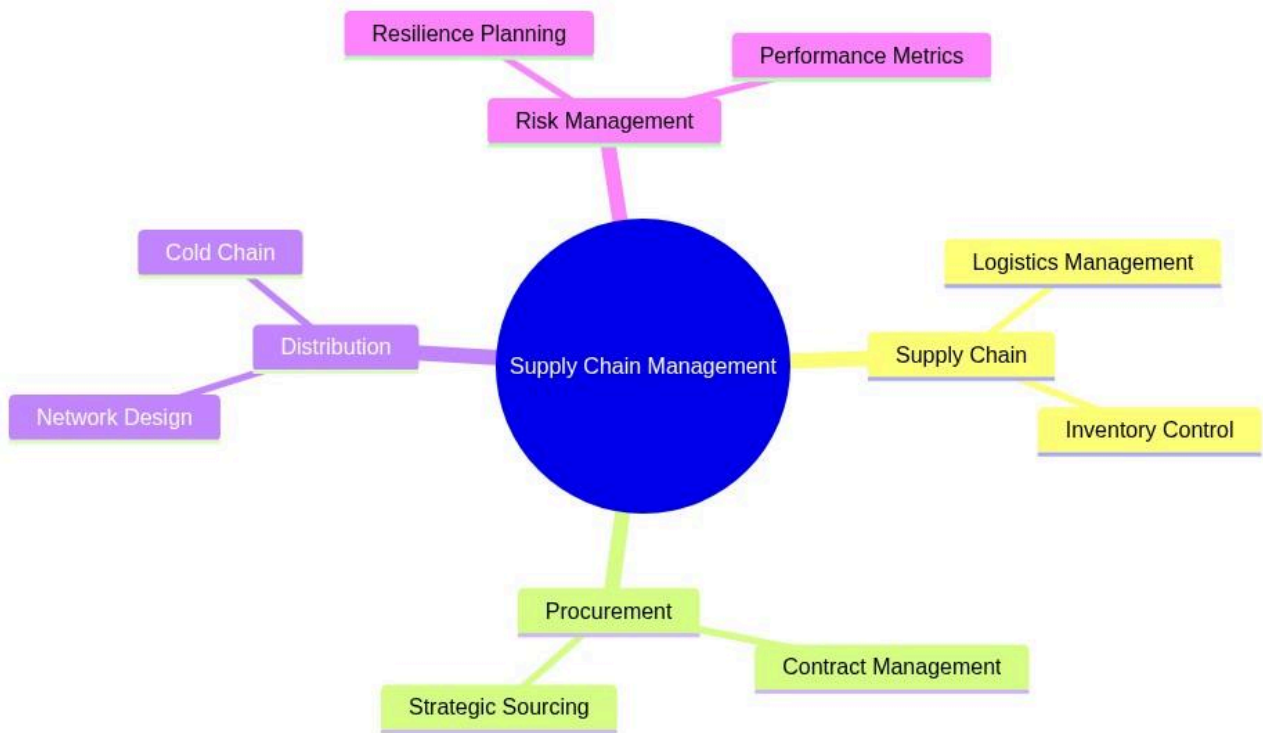 Resilience Planning
Performance Metrics
Risk Management
Cold Chain
Logistics Management
Distribution
Supply Chain
Supply Chain Management
Network Design
Inventory Control
Procurement
Contract Management
Strategic Sourcing